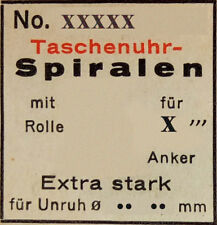 No. XXXXX
Taschenuhr-
Spiralen
mit für
Rolle X ’’’
Anker
Extra stark
für Unruh Ø .. .. mm